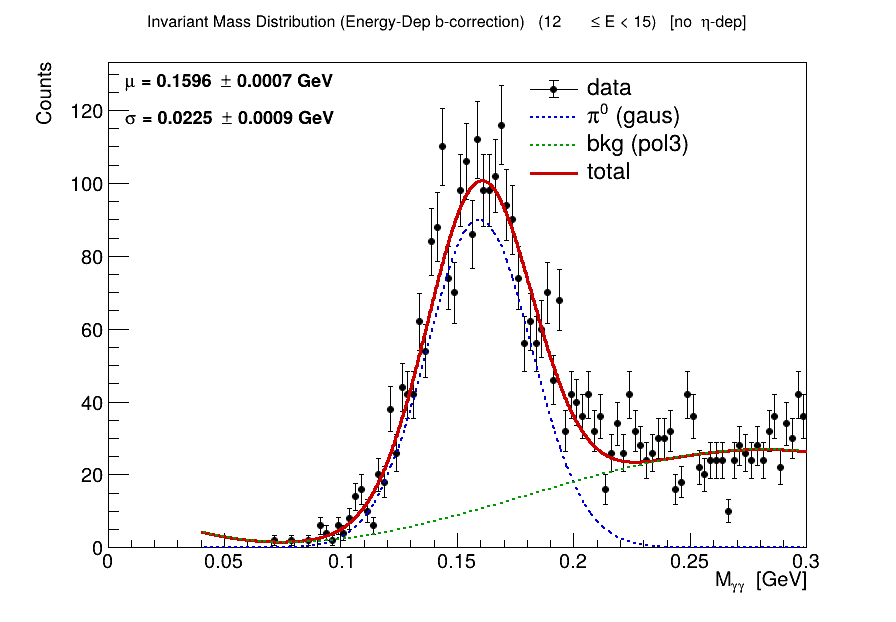 Invariant Mass Distribution (Energy-Dep b-correction) (12 ≤ E < 15) [no η-dep]
Counts
μ = 0.1596 ± 0.0007 GeV
σ = 0.0225 ± 0.0009 GeV
data
π⁰ (gaus)
bkg (pol3)
total
120
100
80
60
40
20
0
0 0.05 0.1 0.15 0.2 0.25 0.3
Mγγ [GeV]